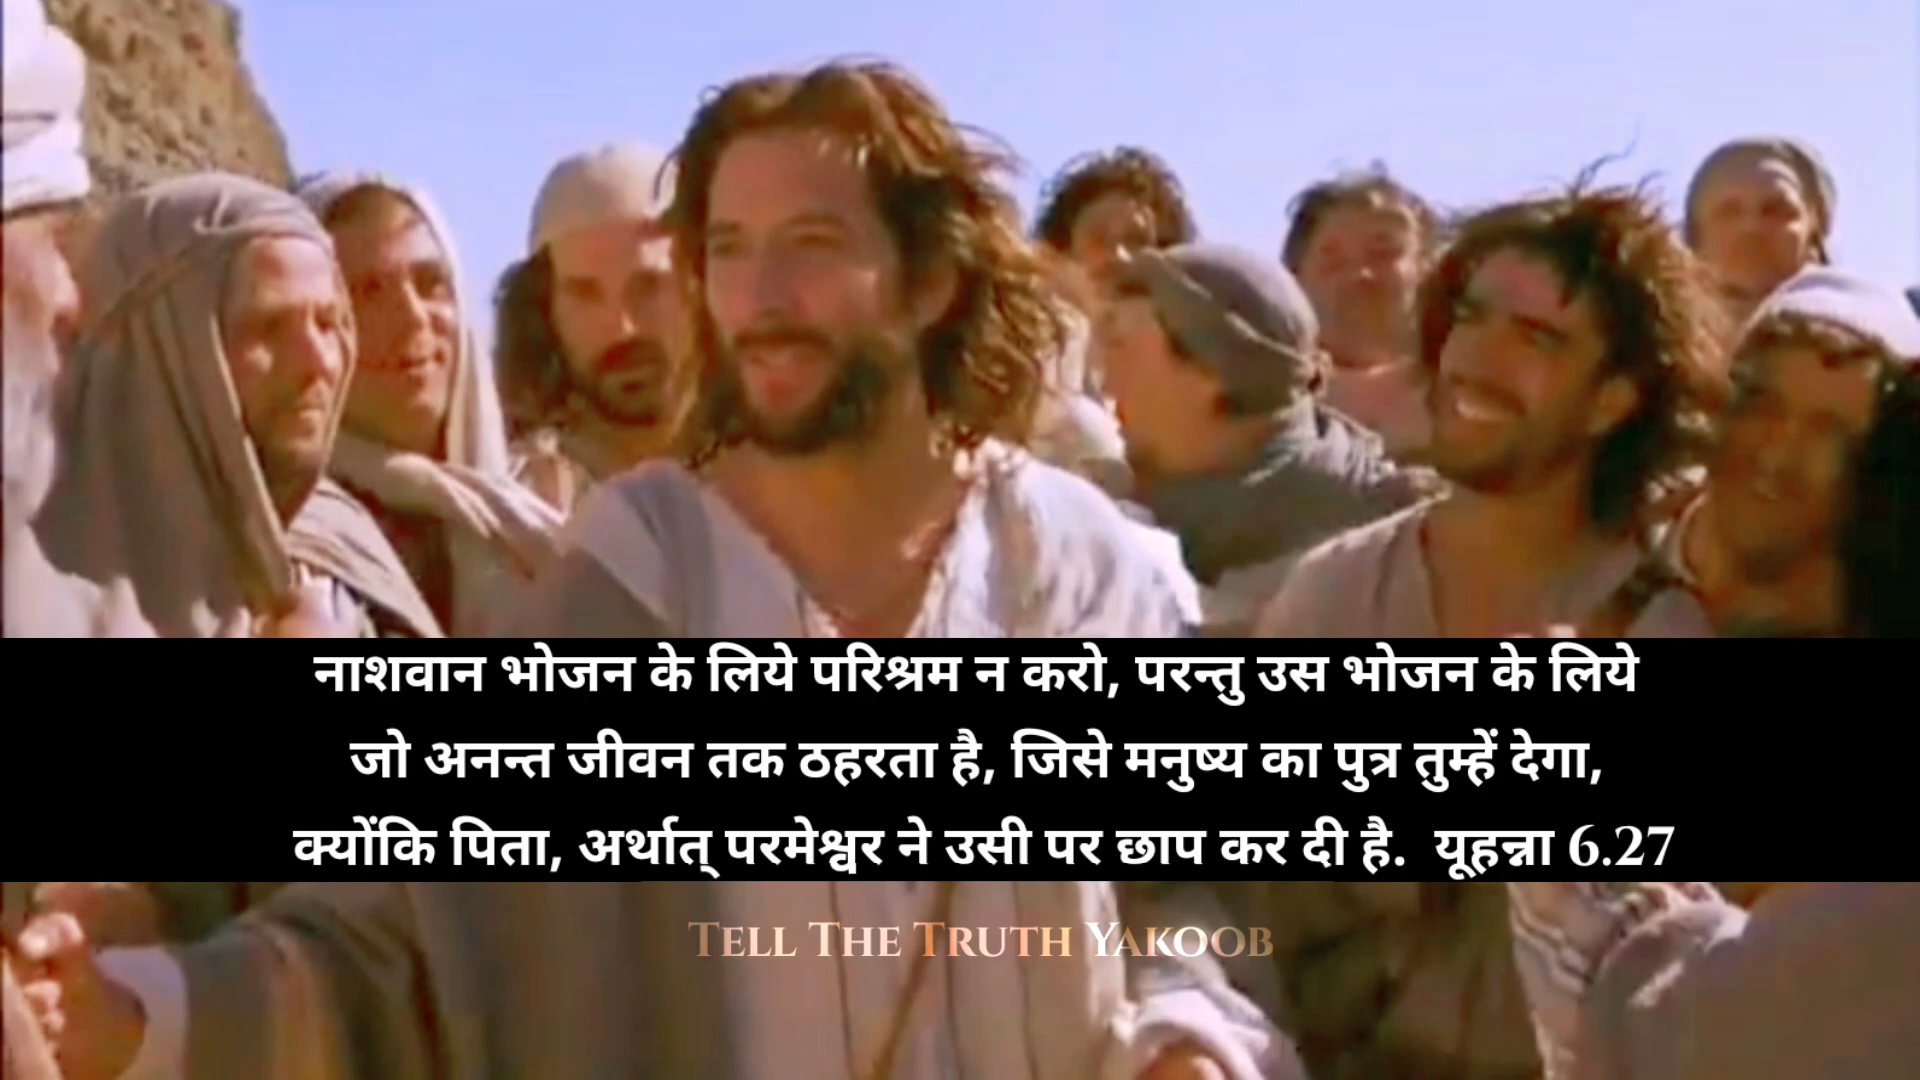 नाशवान भोजन के लिये परिश्रम न करो, परन्तु उस भोजन के लिये
जो अनन्त जीवन तक ठहरता है, जिसे मनुष्य का पुत्र तुम्हें देगा,
क्योंकि पिता, अर्थात् परमेश्वर ने उसी पर छाप कर दी है. यूहन्ना 6.27
TELL THE TRUTH YAKOOB